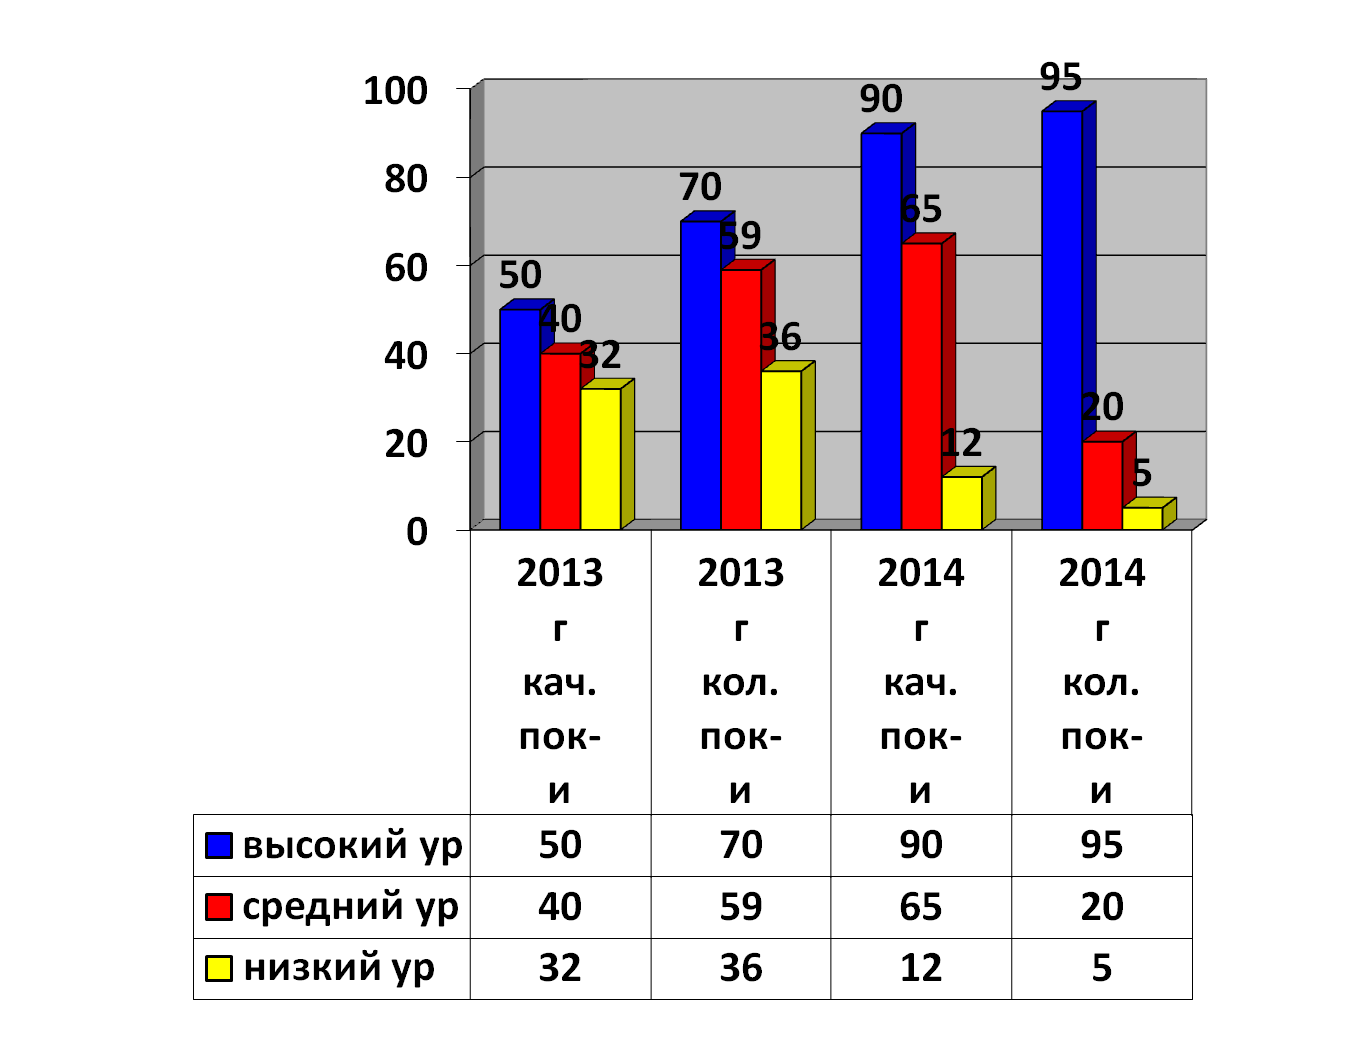 100
80
60
40
20
0
50
40
32
70
59
36
90
65
12
95
20
5
2013
г
кач.
пок-
и
2013
г
кол.
пок-
и
2014
г
кач.
пок-
и
2014
г
кол.
пок-
и
высокий ур 50 70 90 95
средний ур 40 59 65 20
низкий ур 32 36 12 5